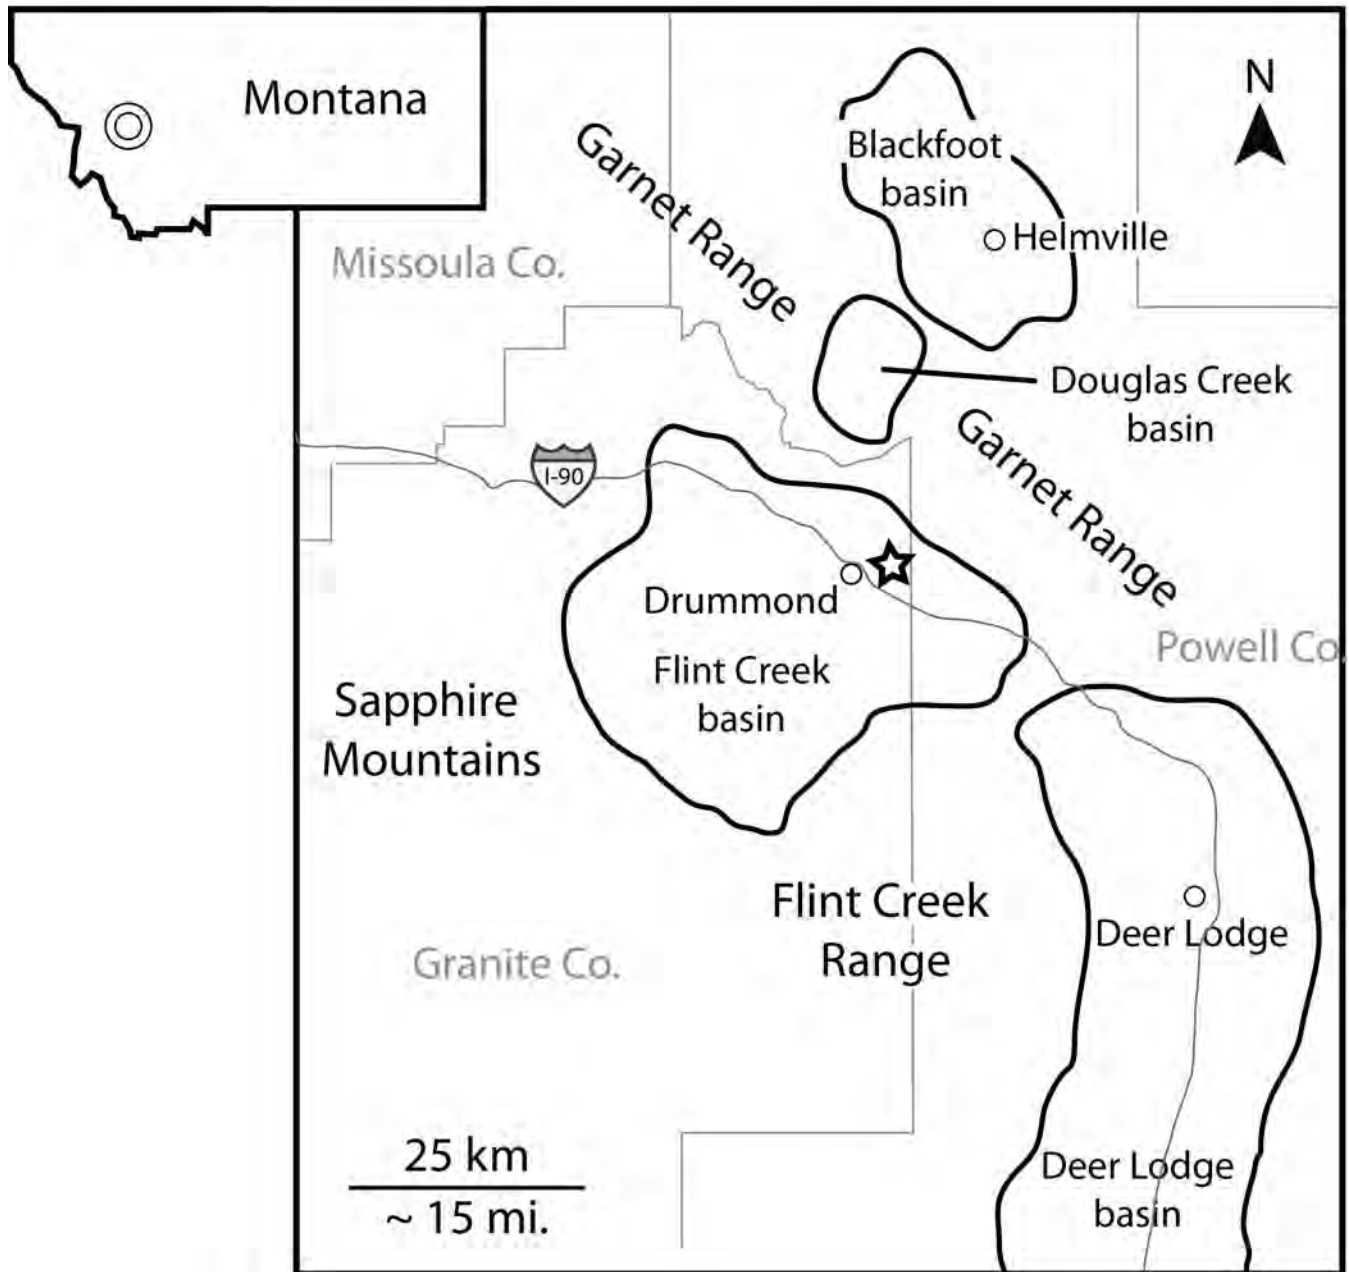 Montana
N
Garnet Range
Blackfoot
basin
Helmville
Missoula Co.
Douglas Creek
basin
Garnet Range
I-90
Drummond
Flint Creek
basin
Powell Co.
Sapphire
Mountains
Flint Creek
Range
Deer Lodge
Granite Co.
25 km
~ 15 mi.
Deer Lodge
basin